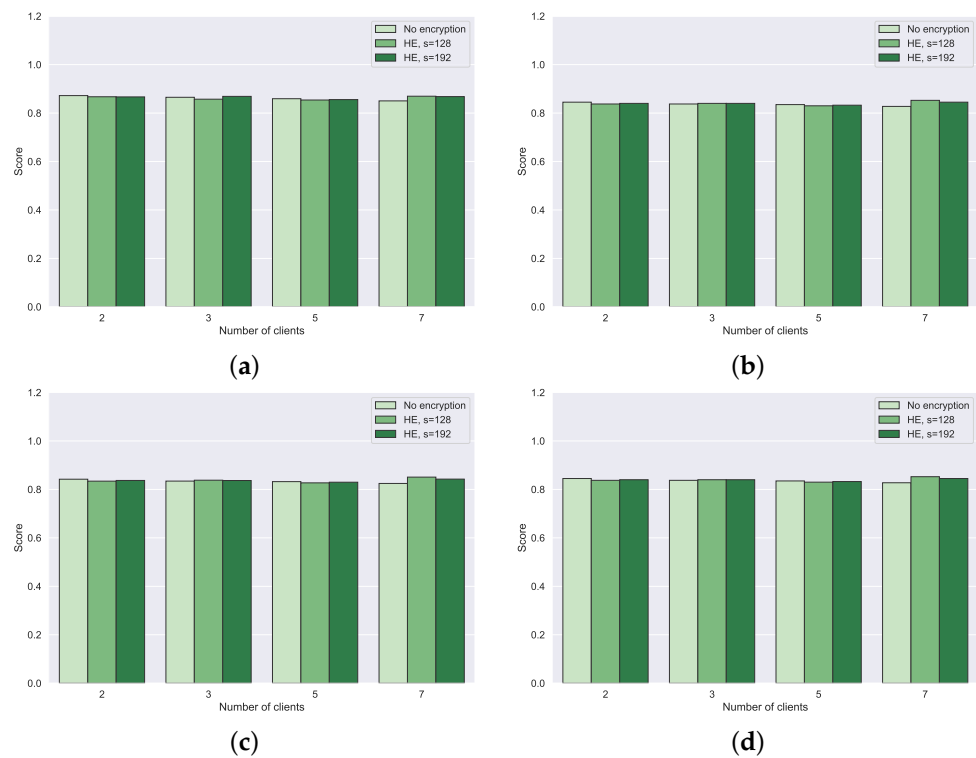 1.2
No encryption
HE, s=128
HE, s=192
1.0
0.8
0.6
0.4
0.2
0.0
Score
2 3 5 7
Number of clients
(a)
1.2
No encryption
HE, s=128
HE, s=192
1.0
0.8
0.6
0.4
0.2
0.0
Score
2 3 5 7
Number of clients
(b)
1.2
No encryption
HE, s=128
HE, s=192
1.0
0.8
0.6
0.4
0.2
0.0
Score
2 3 5 7
Number of clients
(c)
1.2
No encryption
HE, s=128
HE, s=192
1.0
0.8
0.6
0.4
0.2
0.0
Score
2 3 5 7
Number of clients
(d)